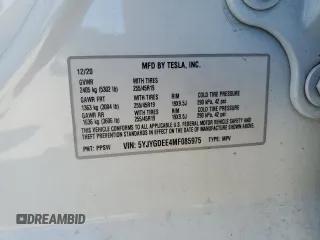 MFD BY TESLA, INC.
12/20
GVWR WITH TIRES
2405 kg (5302 lb) 255/45R19
GAWR FRT WITH TIRES RIM COLD TIRE PRESSURE
1363 kg (3004 lb) 255/45R19 19X9.5J 290 kPa, 42 psi
GAWR RR WITH TIRES RIM COLD TIRE PRESSURE
1636 kg (3606 lb) 255/45R19 19X9.5J 290 kPa, 42 psi
THIS VEHICLE CONFORMS TO ALL APPLICABLE U.S. FEDERAL MOTOR VEHICLE SAFETY
AND THEFT PREVENTION STANDARDS IN EFFECT ON THE DATE OF MANUFACTURE
PNT: PPSW VIN: 5YJYGDEE4MF085975 TYPE: MPV
DREAMBID